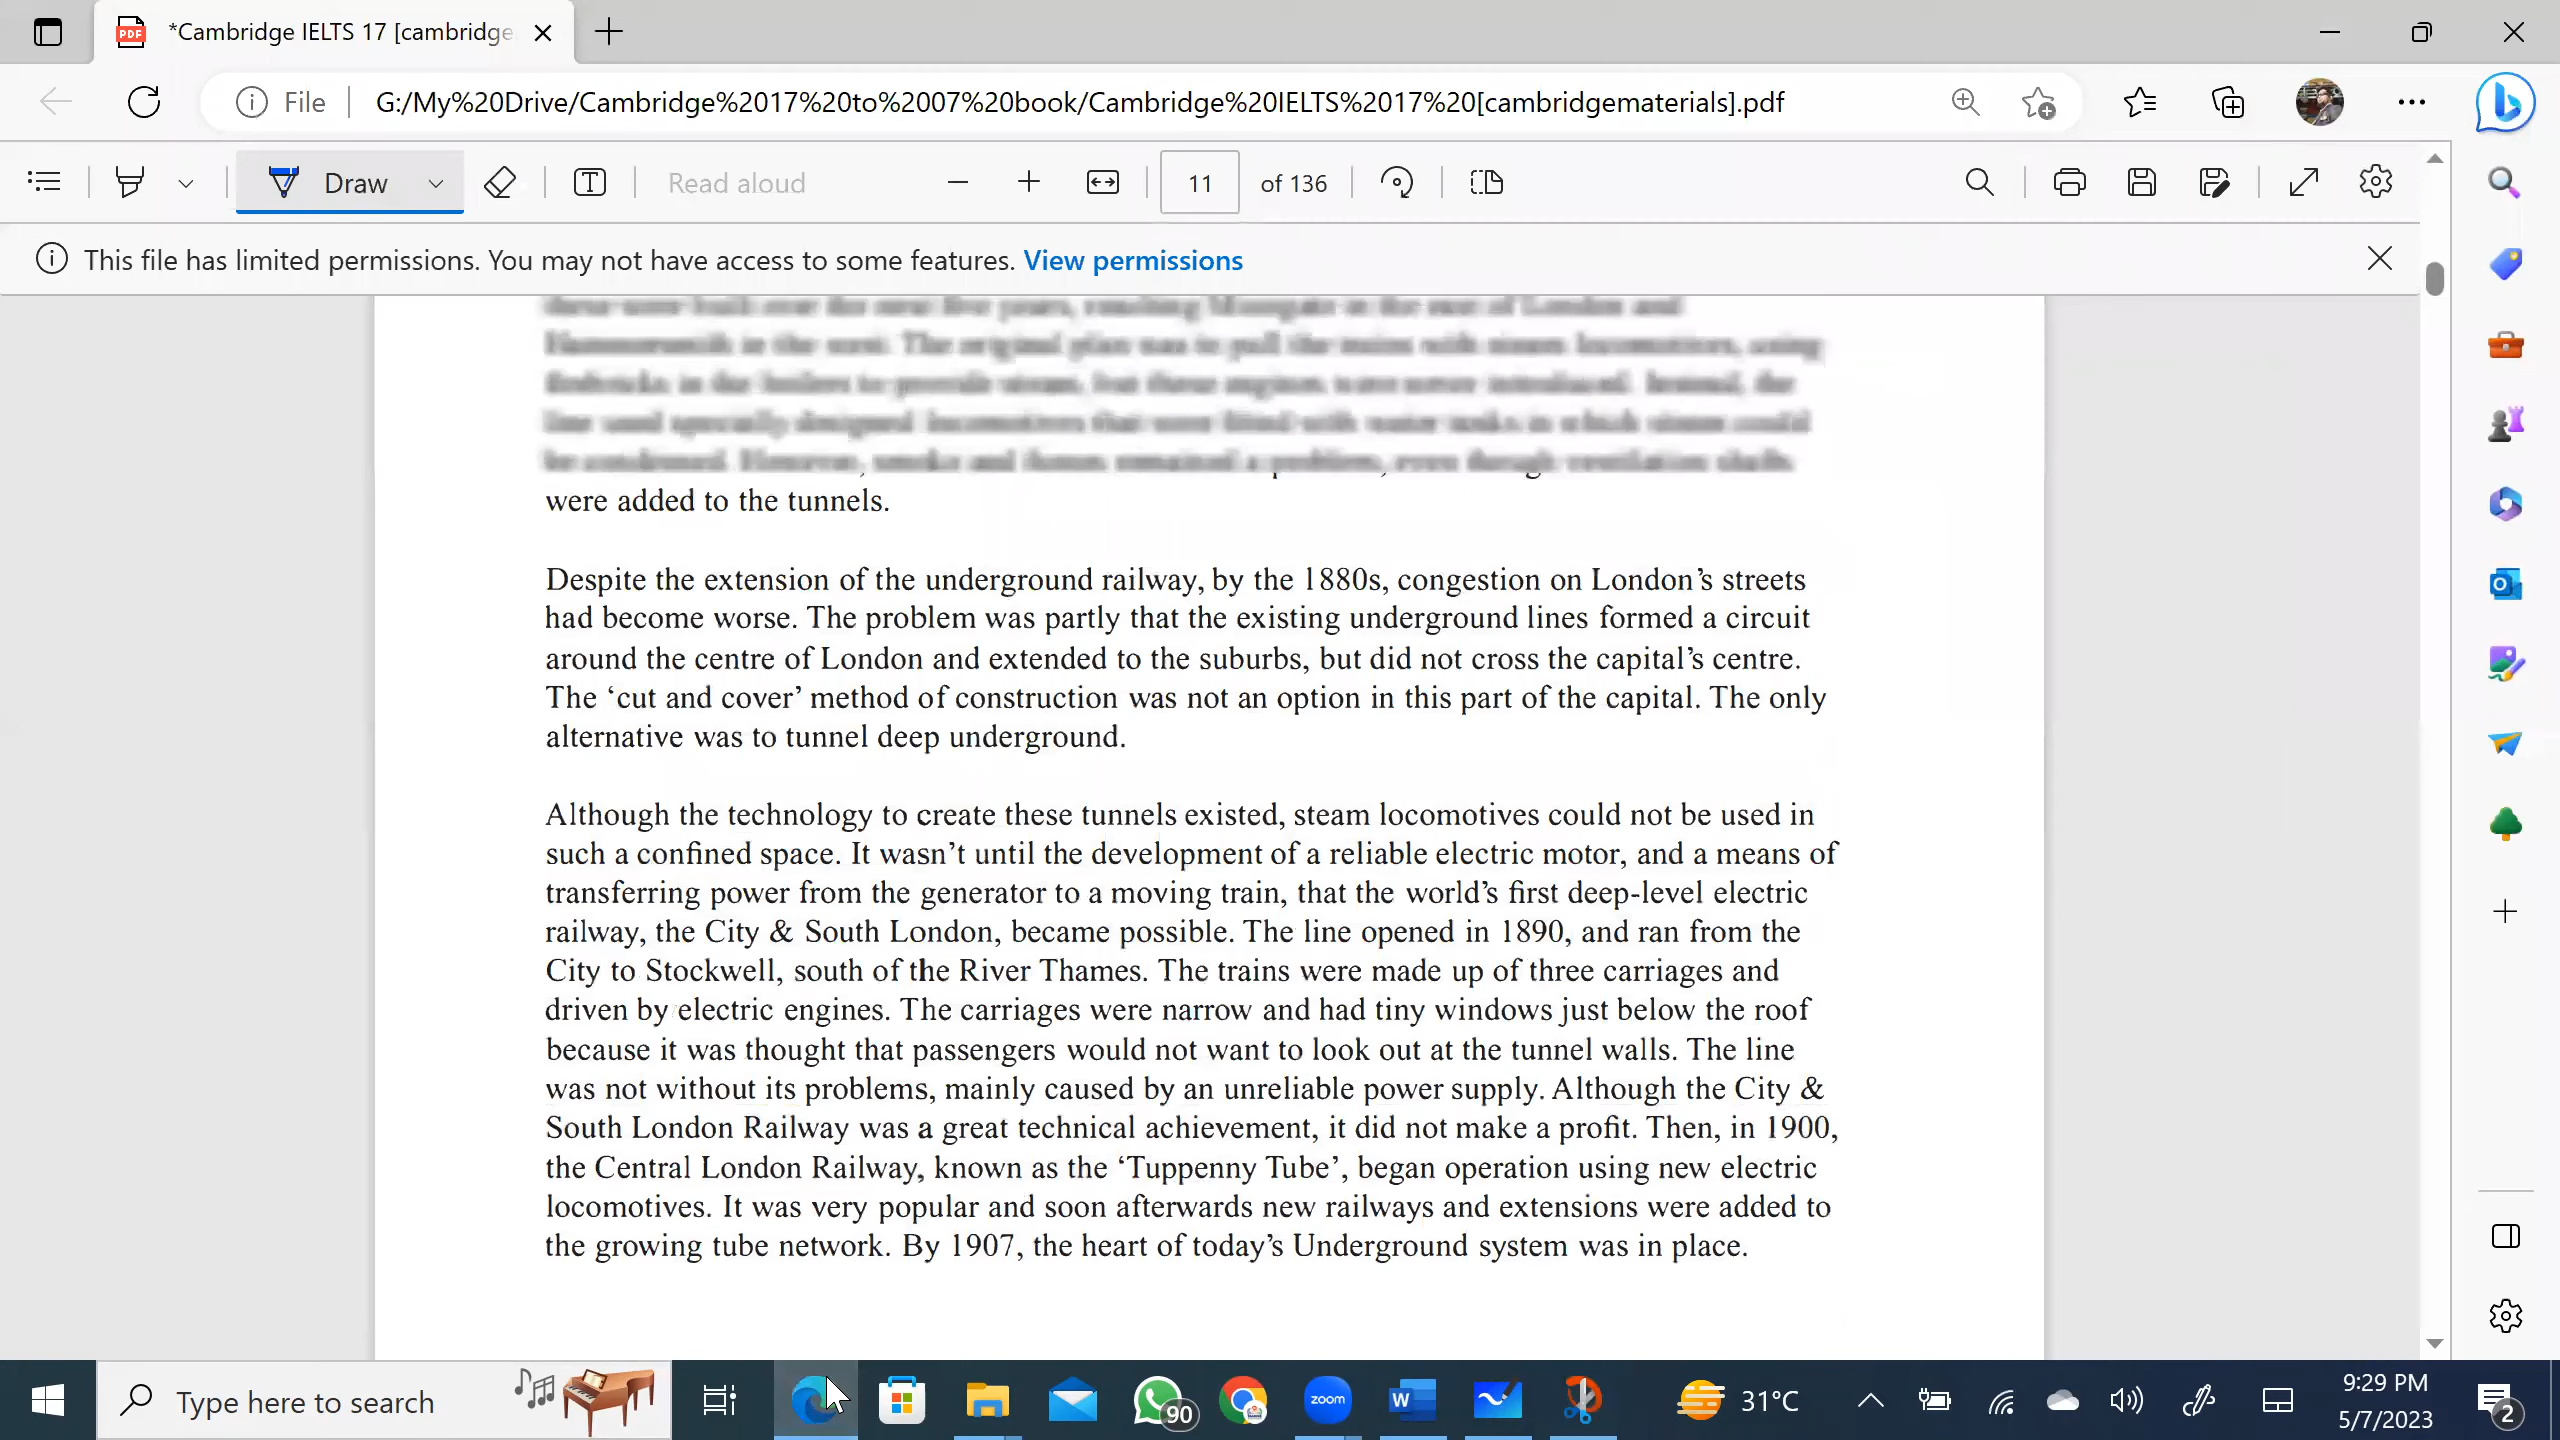 *Cambridge IELTS 17 [cambridge
File
G:/My%20Drive/Cambridge%2017%20to%2007%20book/Cambridge%20IELTS%2017%20[cambridgematerials].pdf
Draw
Read aloud
11
of 136
This file has limited permissions. You may not have access to some features. View permissions
were added to the tunnels.
Despite the extension of the underground railway, by the 1880s, congestion on London’s streets
had become worse. The problem was partly that the existing underground lines formed a circuit
around the centre of London and extended to the suburbs, but did not cross the capital’s centre.
The ‘cut and cover’ method of construction was not an option in this part of the capital. The only
alternative was to tunnel deep underground.
Although the technology to create these tunnels existed, steam locomotives could not be used in
such a confined space. It wasn’t until the development of a reliable electric motor, and a means of
transferring power from the generator to a moving train, that the world’s first deep-level electric
railway, the City & South London, became possible. The line opened in 1890, and ran from the
City to Stockwell, south of the River Thames. The trains were made up of three carriages and
driven by electric engines. The carriages were narrow and had tiny windows just below the roof
because it was thought that passengers would not want to look out at the tunnel walls. The line
was not without its problems, mainly caused by an unreliable power supply. Although the City &
South London Railway was a great technical achievement, it did not make a profit. Then, in 1900,
the Central London Railway, known as the ‘Tuppenny Tube’, began operation using new electric
locomotives. It was very popular and soon afterwards new railways and extensions were added to
the growing tube network. By 1907, the heart of today’s Underground system was in place.
Type here to search
90
zoom
31°C
9:29 PM
5/7/2023
2